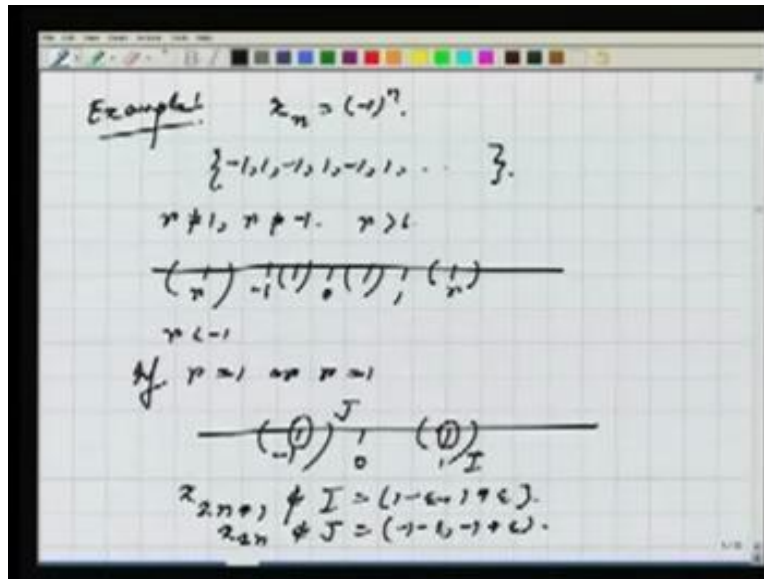 Example! x_n = (-1)^n.
{-1, 1, -1, 1, -1, 1, . . . }.
r ≠ 1, r ≠ -1. r > 1
( r ) -1 ( ) 0 ( ) 1 ( r )
r < -1
If r = 1 or r = 1
( -1 ) J 0 ( 1 ) I
x_{2n+1} ∉ I = (1-ε, 1+ε).
x_{2n} ∉ J = (-1-ε, -1+ε).